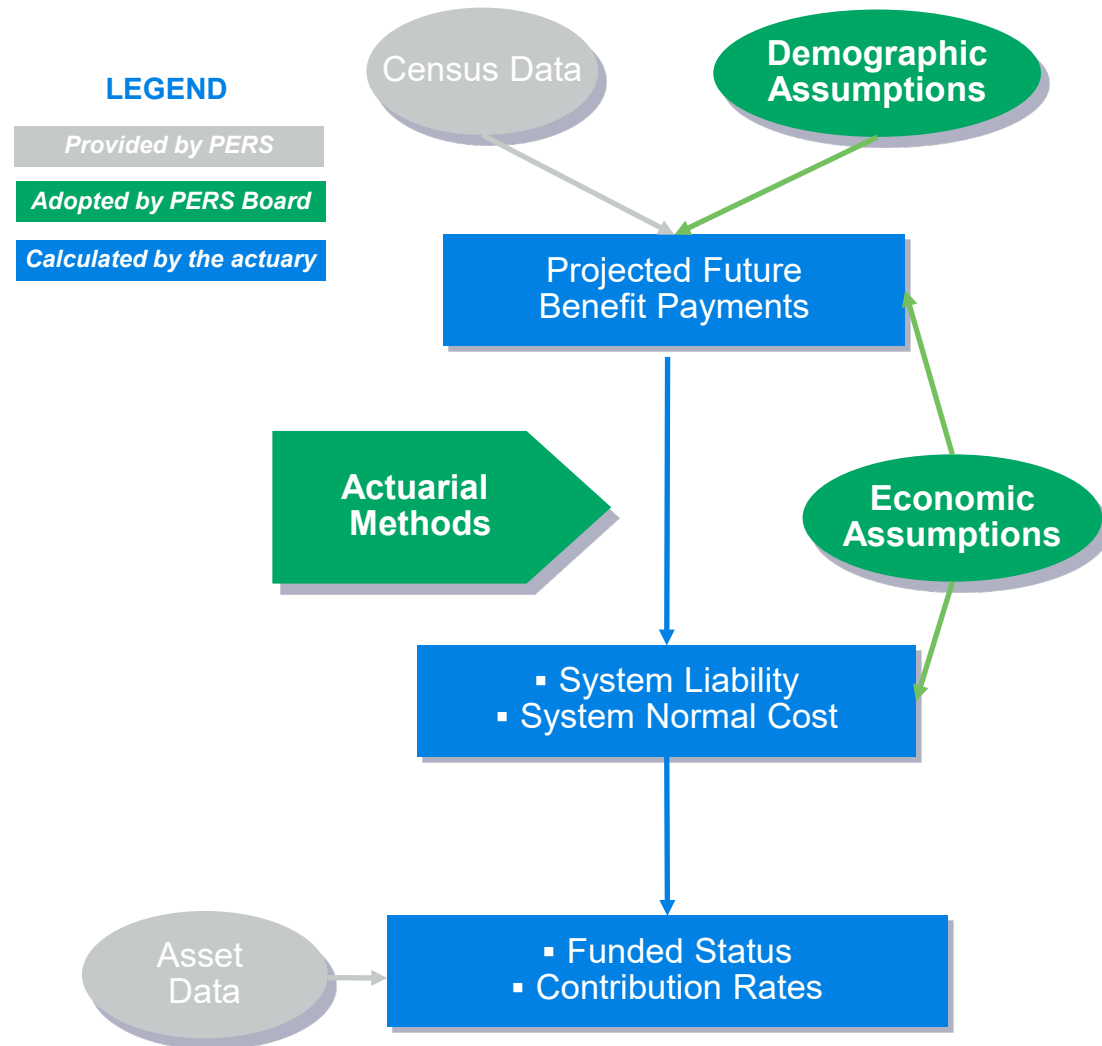 LEGEND
Provided by PERS
Adopted by PERS Board
Calculated by the actuary
Census Data
Demographic
Assumptions
Projected Future
Benefit Payments
Actuarial
Methods
Economic
Assumptions
▪ System Liability
▪ System Normal Cost
Asset
Data
▪ Funded Status
▪ Contribution Rates